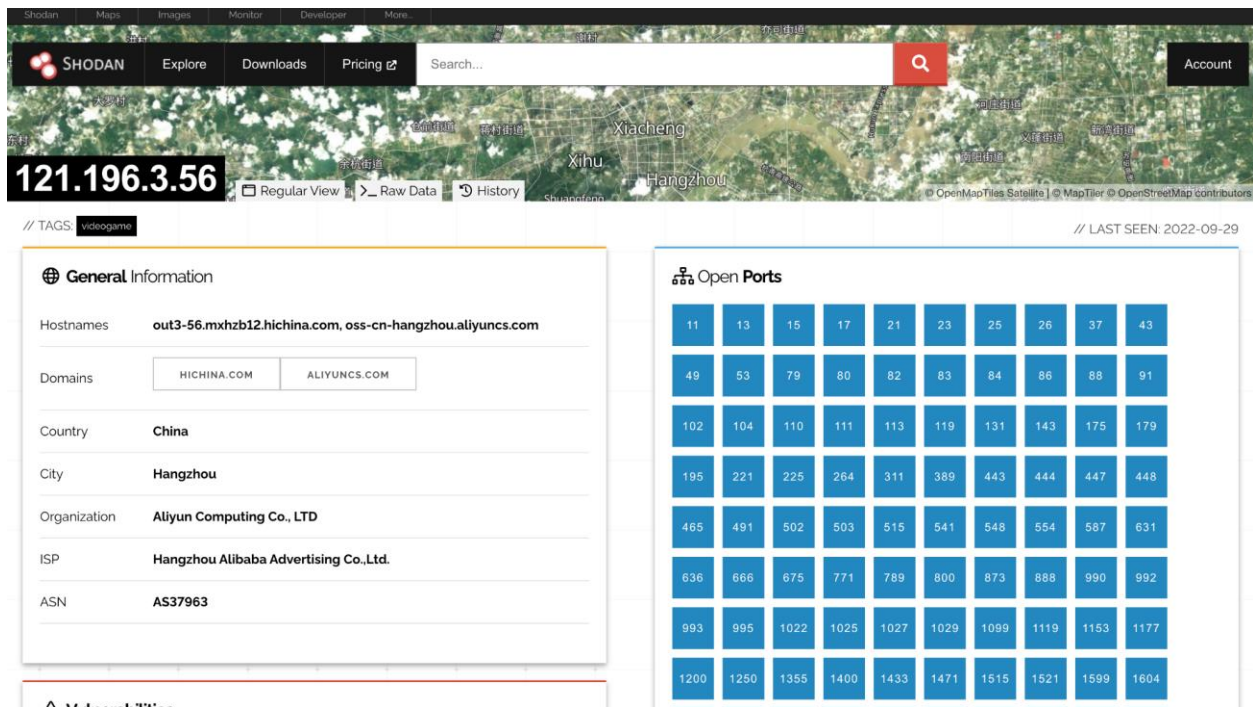 Shodan Maps Images Monitor Developer More...
SHODAN Explore Downloads Pricing Search... Account
Xiacheng
Xihu
Hangzhou
余杭街道
121.196.3.56 Regular View >_ Raw Data History
© OpenMapTiles Satellite | © MapTiler © OpenStreetMap contributors
// TAGS: videogame // LAST SEEN: 2022-09-29
General Information
Hostnames out3-56.mxhzb12.hichina.com, oss-cn-hangzhou.aliyuncs.com
Domains HICHINA.COM ALIYUNCS.COM
Country China
City Hangzhou
Organization Aliyun Computing Co., LTD
ISP Hangzhou Alibaba Advertising Co.,Ltd.
ASN AS37963
Open Ports
11 13 15 17 21 23 25 26 37 43
49 53 79 80 82 83 84 86 88 91
102 104 110 111 113 119 131 143 175 179
195 221 225 264 311 389 443 444 447 448
465 491 502 503 515 541 548 554 587 631
636 666 675 771 789 800 873 888 990 992
993 995 1022 1025 1027 1029 1099 1119 1153 1177
1200 1250 1355 1400 1433 1471 1515 1521 1599 1604